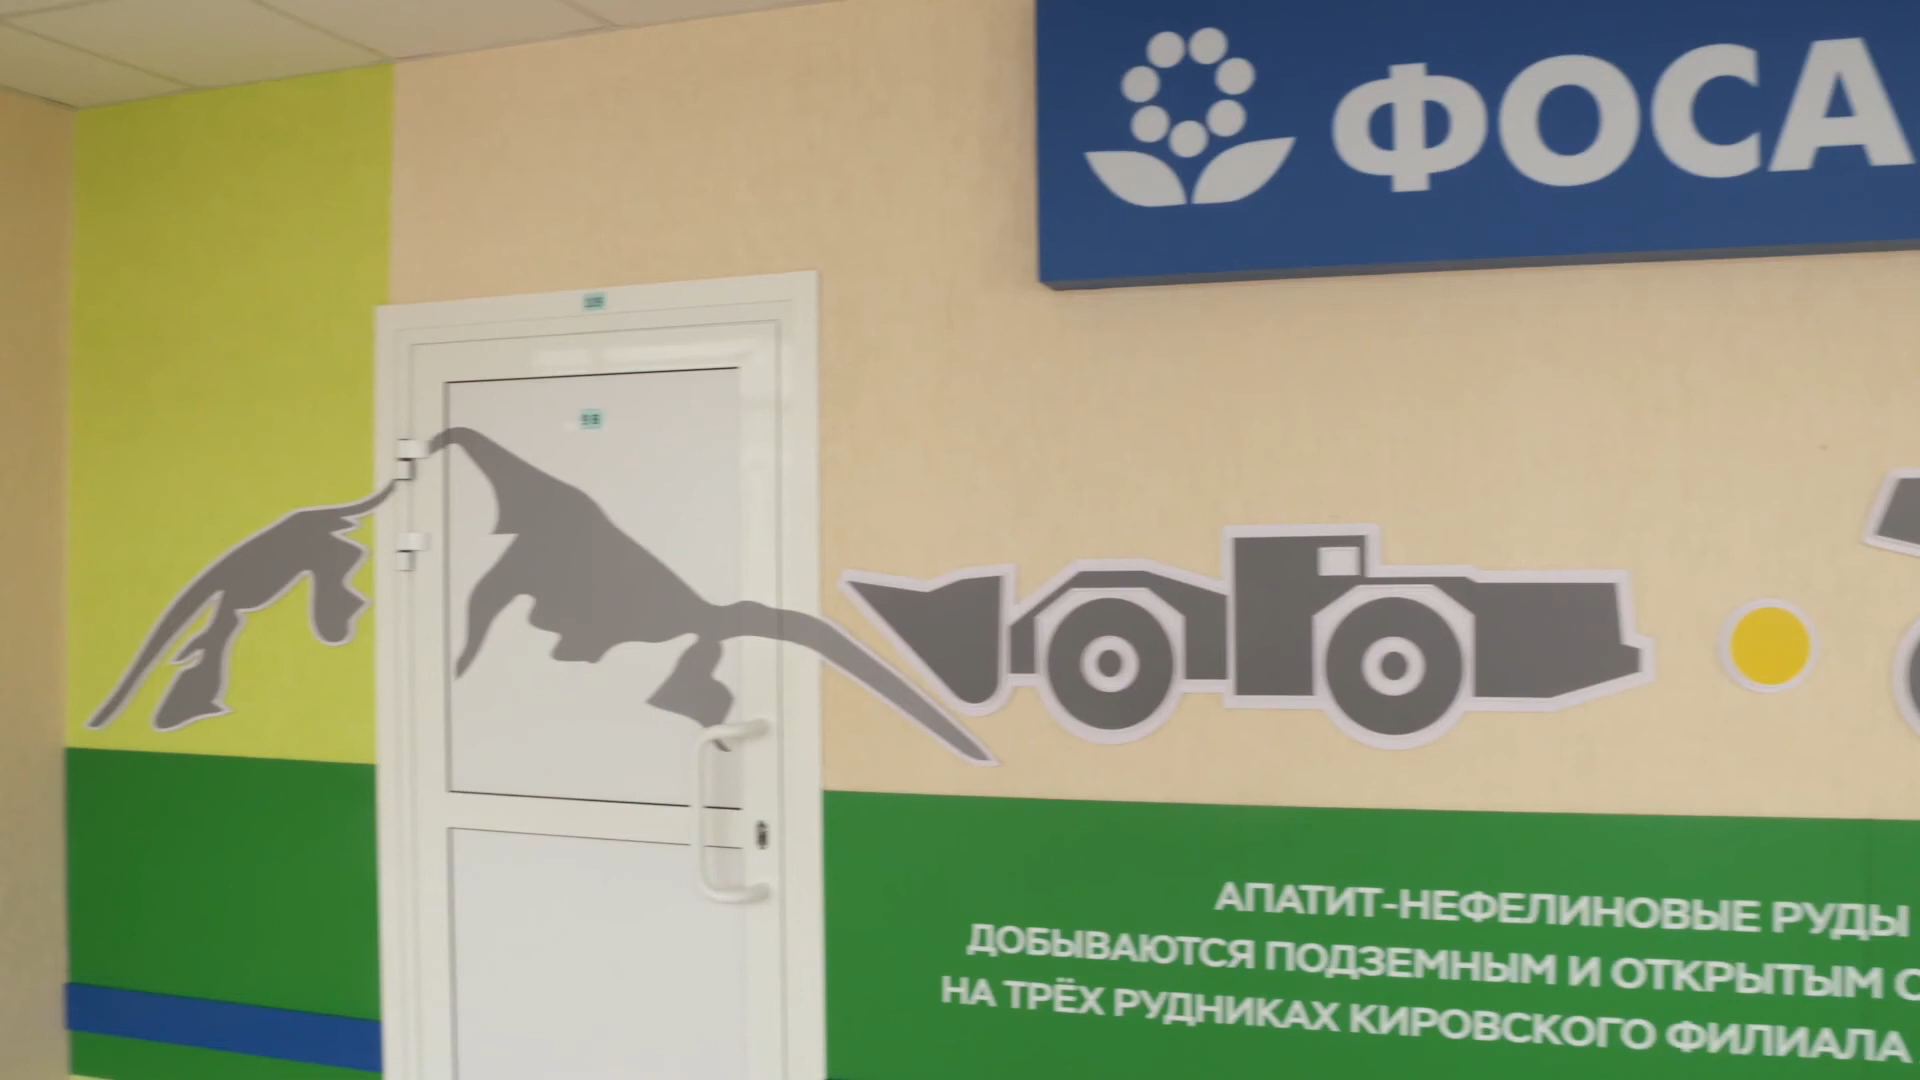 ФОСА
АПАТИТ-НЕФЕЛИНОВЫЕ РУДЫ
ДОБЫВАЮТСЯ ПОДЗЕМНЫМ И ОТКРЫТЫМ С
НА ТРЁХ РУДНИКАХ КИРОВСКОГО ФИЛИАЛА